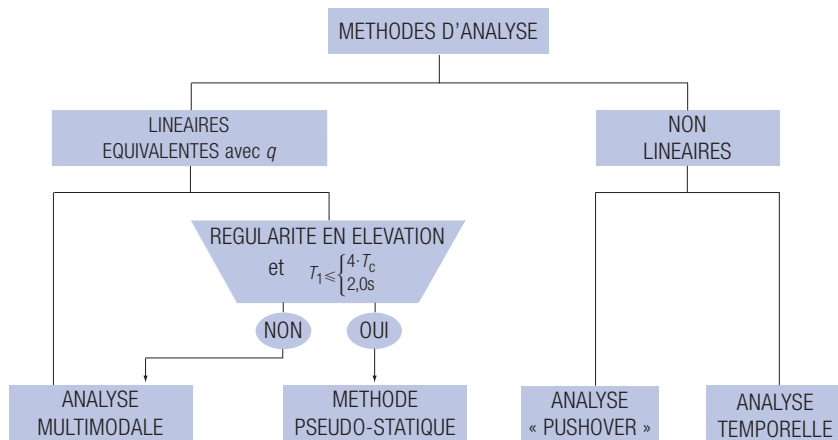 METHODES D'ANALYSE
LINEAIRES
EQUIVALENTES avec q
NON
LINEAIRES
REGULARITE EN ELEVATION
et T1≤{4·Tc
2,0s
NON
OUI
ANALYSE
MULTIMODALE
METHODE
PSEUDO-STATIQUE
ANALYSE
« PUSHOVER »
ANALYSE
TEMPORELLE